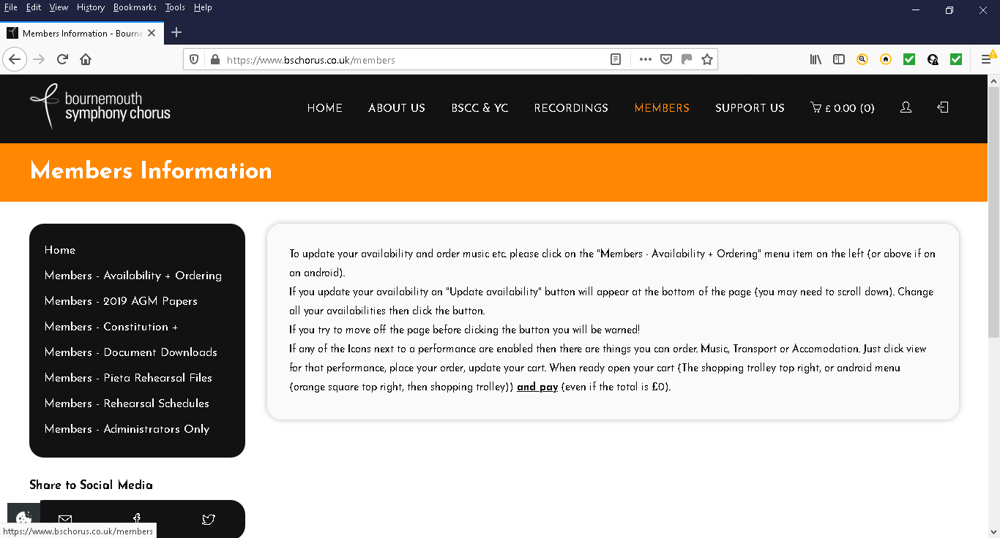 File Edit View History Bookmarks Tools Help
Members Information - Bourne
https://www.bschorus.co.uk/members
bournemouth
symphony chorus
HOME ABOUT US BSCC & YC RECORDINGS MEMBERS SUPPORT US £ 0.00 (0)
Members Information
Home
Members - Availability + Ordering
Members - 2019 AGM Papers
Members - Constitution +
Members - Document Downloads
Members - Pieta Rehearsal Files
Members - Rehearsal Schedules
Members - Administrators Only
To update your availability and order music etc. please click on the "Members - Availability + Ordering" menu item on the left (or above if on
an android).
If you update your availability an "Update availability" button will appear at the bottom of the page (you may need to scroll down). Change
all your availabilities then click the button.
If you try to move off the page before clicking the button you will be warned!
If any of the Icons next to a performance are enabled then there are things you can order. Music, Transport or Accomodation. Just click view
for that performance, place your order, update your cart. When ready open your cart (The shopping trolley top right, or android menu
(orange square top right, then shopping trolley)) and pay (even if the total is £0).
Share to Social Media
https://www.bschorus.co.uk/members